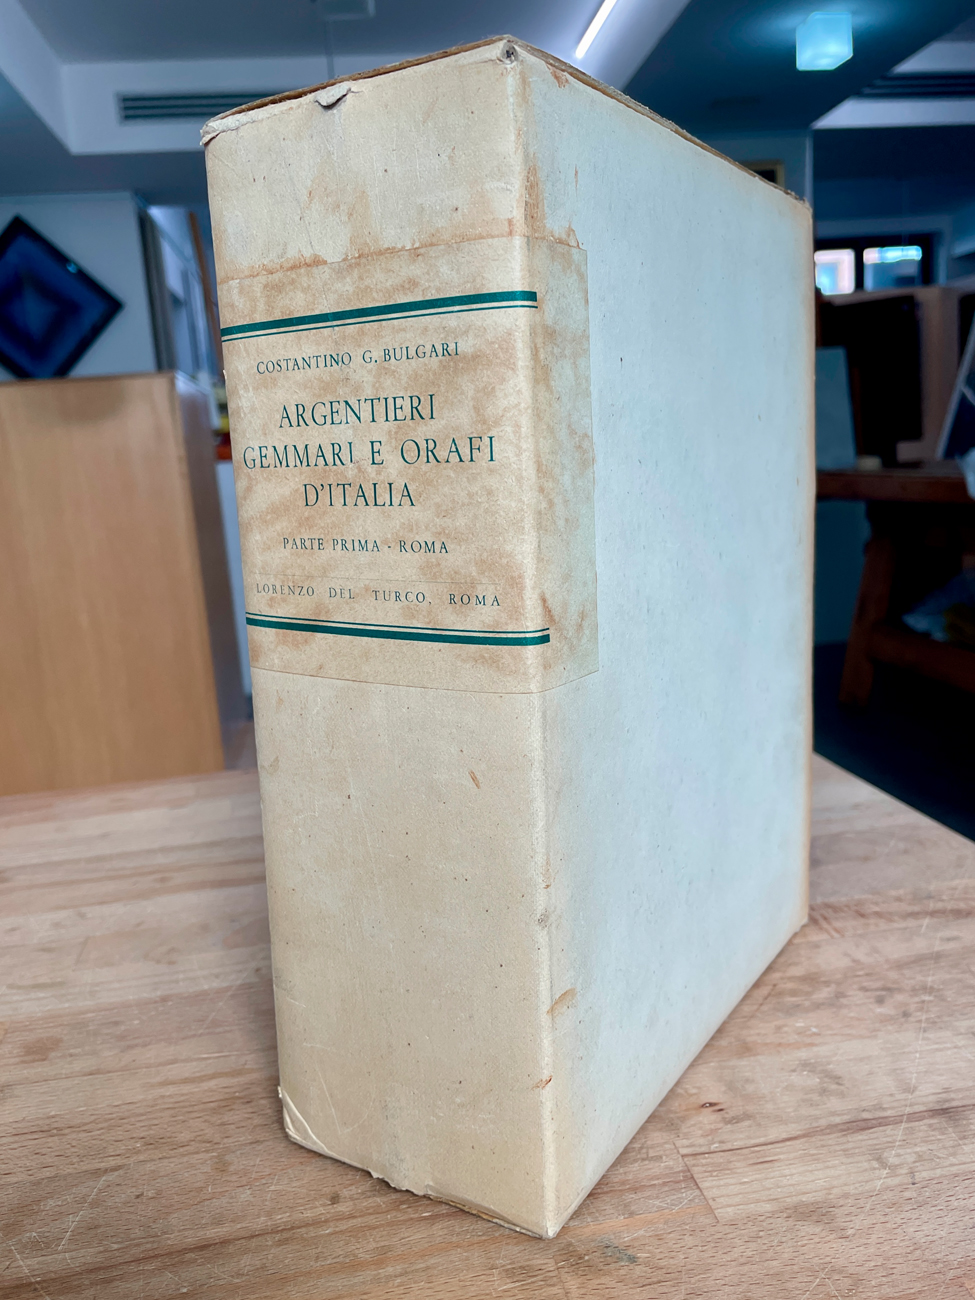 COSTANTINO G. BULGARI
ARGENTIERI
GEMMARI E ORAFI
D'ITALIA
PARTE PRIMA - ROMA
LORENZO DEL TURCO, ROMA